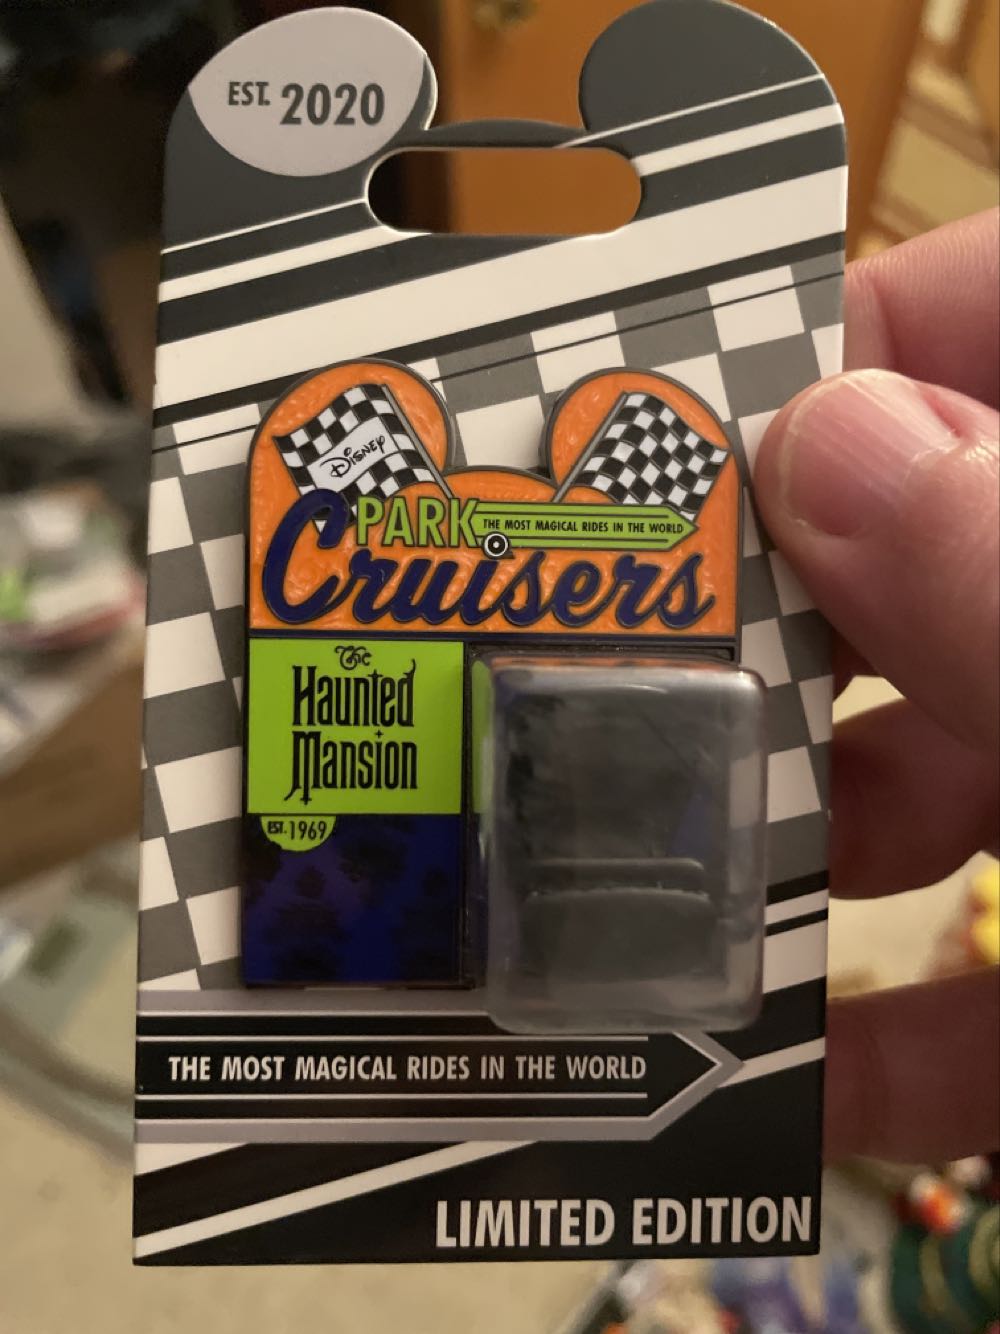 EST. 2020
DISNEY
PARK
THE MOST MAGICAL RIDES IN THE WORLD
Cruisers
The
Haunted
Mansion
EST. 1969
THE MOST MAGICAL RIDES IN THE WORLD
LIMITED EDITION